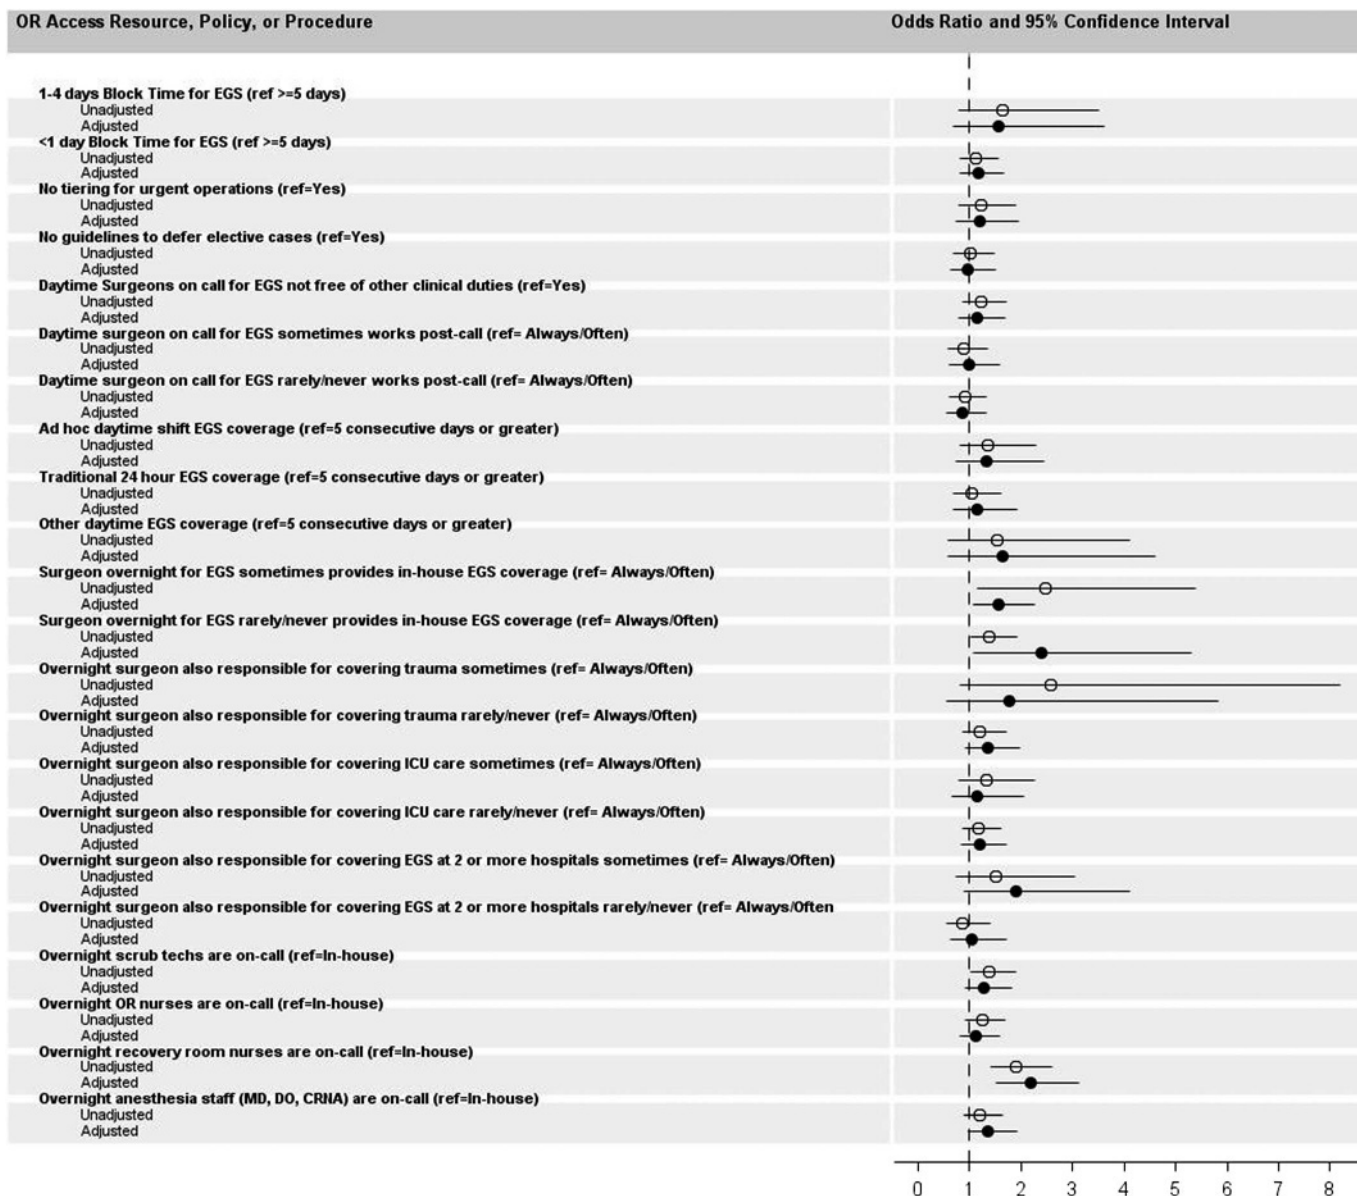 OR Access Resource, Policy, or Procedure Odds Ratio and 95% Confidence Interval
1-4 days Block Time for EGS (ref >=5 days)
Unadjusted
Adjusted
<1 day Block Time for EGS (ref >=5 days)
Unadjusted
Adjusted
No tiering for urgent operations (ref=Yes)
Unadjusted
Adjusted
No guidelines to defer elective cases (ref=Yes)
Unadjusted
Adjusted
Daytime Surgeons on call for EGS not free of other clinical duties (ref=Yes)
Unadjusted
Adjusted
Daytime surgeon on call for EGS sometimes works post-call (ref= Always/Often)
Unadjusted
Adjusted
Daytime surgeon on call for EGS rarely/never works post-call (ref= Always/Often)
Unadjusted
Adjusted
Ad hoc daytime shift EGS coverage (ref=5 consecutive days or greater)
Unadjusted
Adjusted
Traditional 24 hour EGS coverage (ref=5 consecutive days or greater)
Unadjusted
Adjusted
Other daytime EGS coverage (ref=5 consecutive days or greater)
Unadjusted
Adjusted
Surgeon overnight for EGS sometimes provides in-house EGS coverage (ref= Always/Often)
Unadjusted
Adjusted
Surgeon overnight for EGS rarely/never provides in-house EGS coverage (ref= Always/Often)
Unadjusted
Adjusted
Overnight surgeon also responsible for covering trauma sometimes (ref= Always/Often)
Unadjusted
Adjusted
Overnight surgeon also responsible for covering trauma rarely/never (ref= Always/Often)
Unadjusted
Adjusted
Overnight surgeon also responsible for covering ICU care sometimes (ref= Always/Often)
Unadjusted
Adjusted
Overnight surgeon also responsible for covering ICU care rarely/never (ref= Always/Often)
Unadjusted
Adjusted
Overnight surgeon also responsible for covering EGS at 2 or more hospitals sometimes (ref= Always/Often)
Unadjusted
Adjusted
Overnight surgeon also responsible for covering EGS at 2 or more hospitals rarely/never (ref= Always/Often
Unadjusted
Adjusted
Overnight scrub techs are on-call (ref=In-house)
Unadjusted
Adjusted
Overnight OR nurses are on-call (ref=In-house)
Unadjusted
Adjusted
Overnight recovery room nurses are on-call (ref=In-house)
Unadjusted
Adjusted
Overnight anesthesia staff (MD, DO, CRNA) are on-call (ref=In-house)
Unadjusted
Adjusted
0 1 2 3 4 5 6 7 8